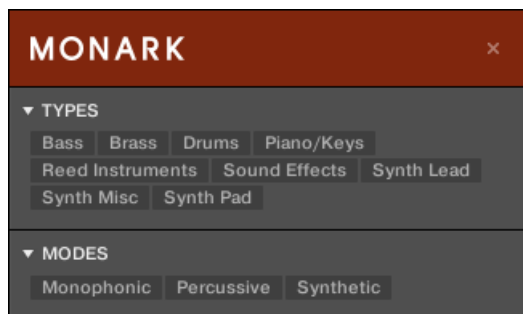 MONARK ×
▼ TYPES
Bass Brass Drums Piano/Keys
Reed Instruments Sound Effects Synth Lead
Synth Misc Synth Pad
▼ MODES
Monophonic Percussive Synthetic